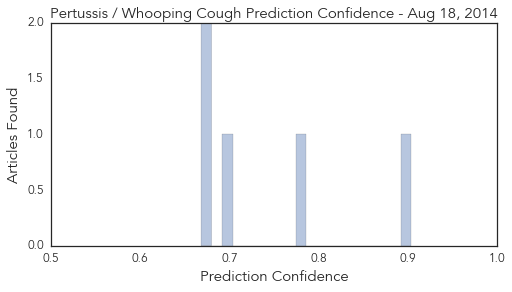 Pertussis / Whooping Cough Prediction Confidence - Aug 18, 2014
2.0
1.5
1.0
0.5
0.0
Articles Found
0.5 0.6 0.7 0.8 0.9 1.0
Prediction Confidence